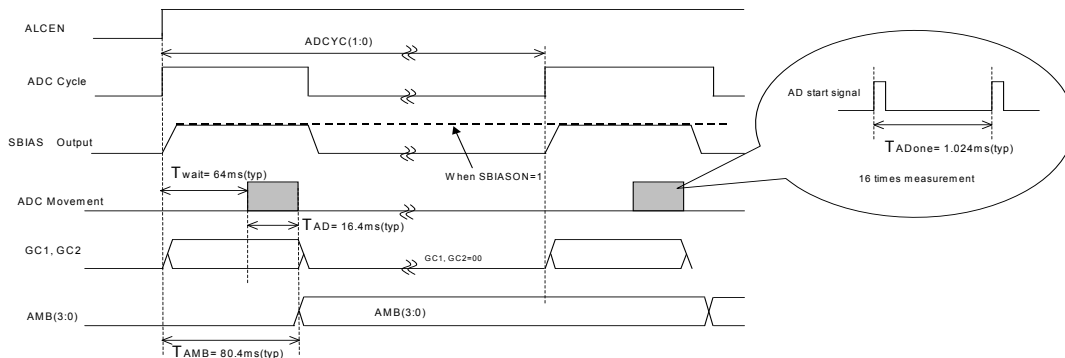 ALCEN
ADCYC(1:0)
ADC Cycle
AD start signal
TADone= 1.024ms(typ)
16 times measurement
SBIAS Output
When SBIASON=1
Twait= 64ms(typ)
ADC Movement
TAD= 16.4ms(typ)
GC1, GC2
GC1, GC2=00
AMB(3:0)
AMB(3:0)
TAMB= 80.4ms(typ)